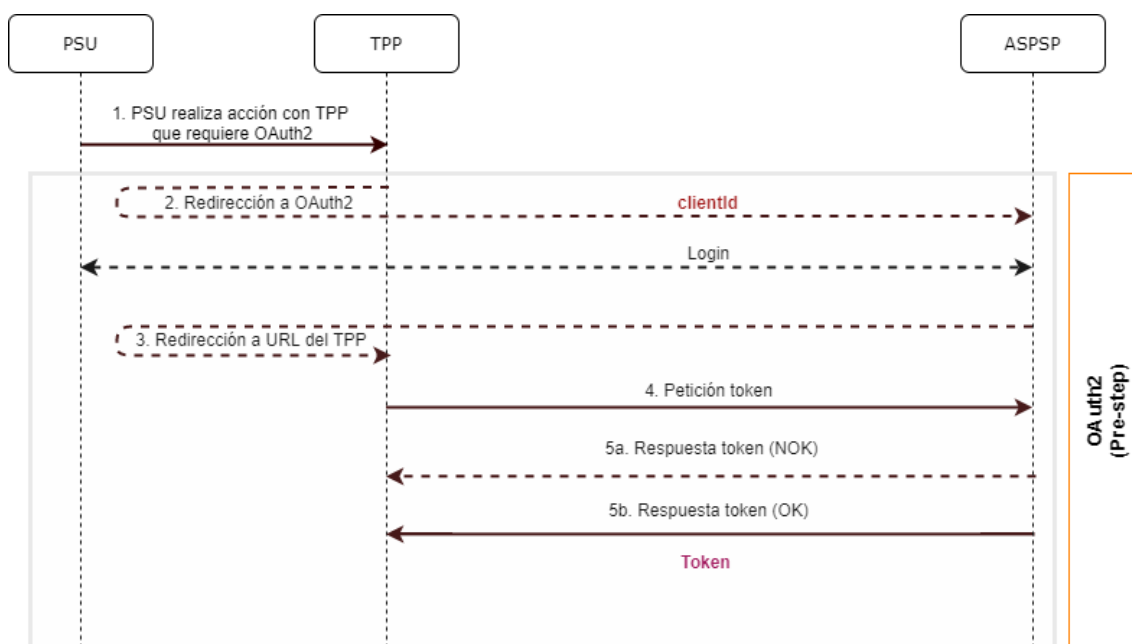 PSU
TPP
ASPSP
1. PSU realiza acción con TPP
que requiere OAuth2
2. Redirección a OAuth2
clientId
Login
3. Redirección a URL del TPP
4. Petición token
5a. Respuesta token (NOK)
5b. Respuesta token (OK)
Token
OAuth2
(Pre-step)